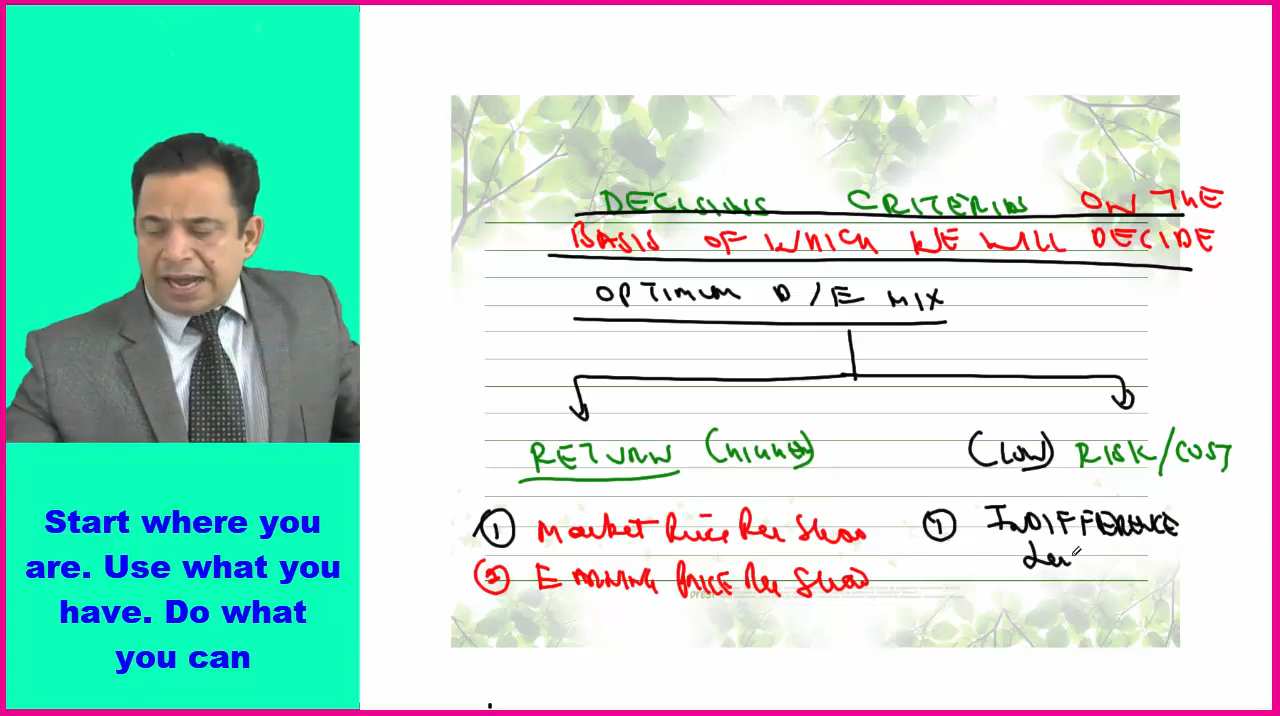 DECISIONS CRITERION ON THE
BASIS OF WHICH WE WILL DECIDE
OPTIMUM D/E MIX
RETURN (higher)
(LOW) RISK/COST
① Market Price Per Share
① INDIFFERENCE
② EARNING PRICE Per Share
Start where you
are. Use what you
have. Do what
you can